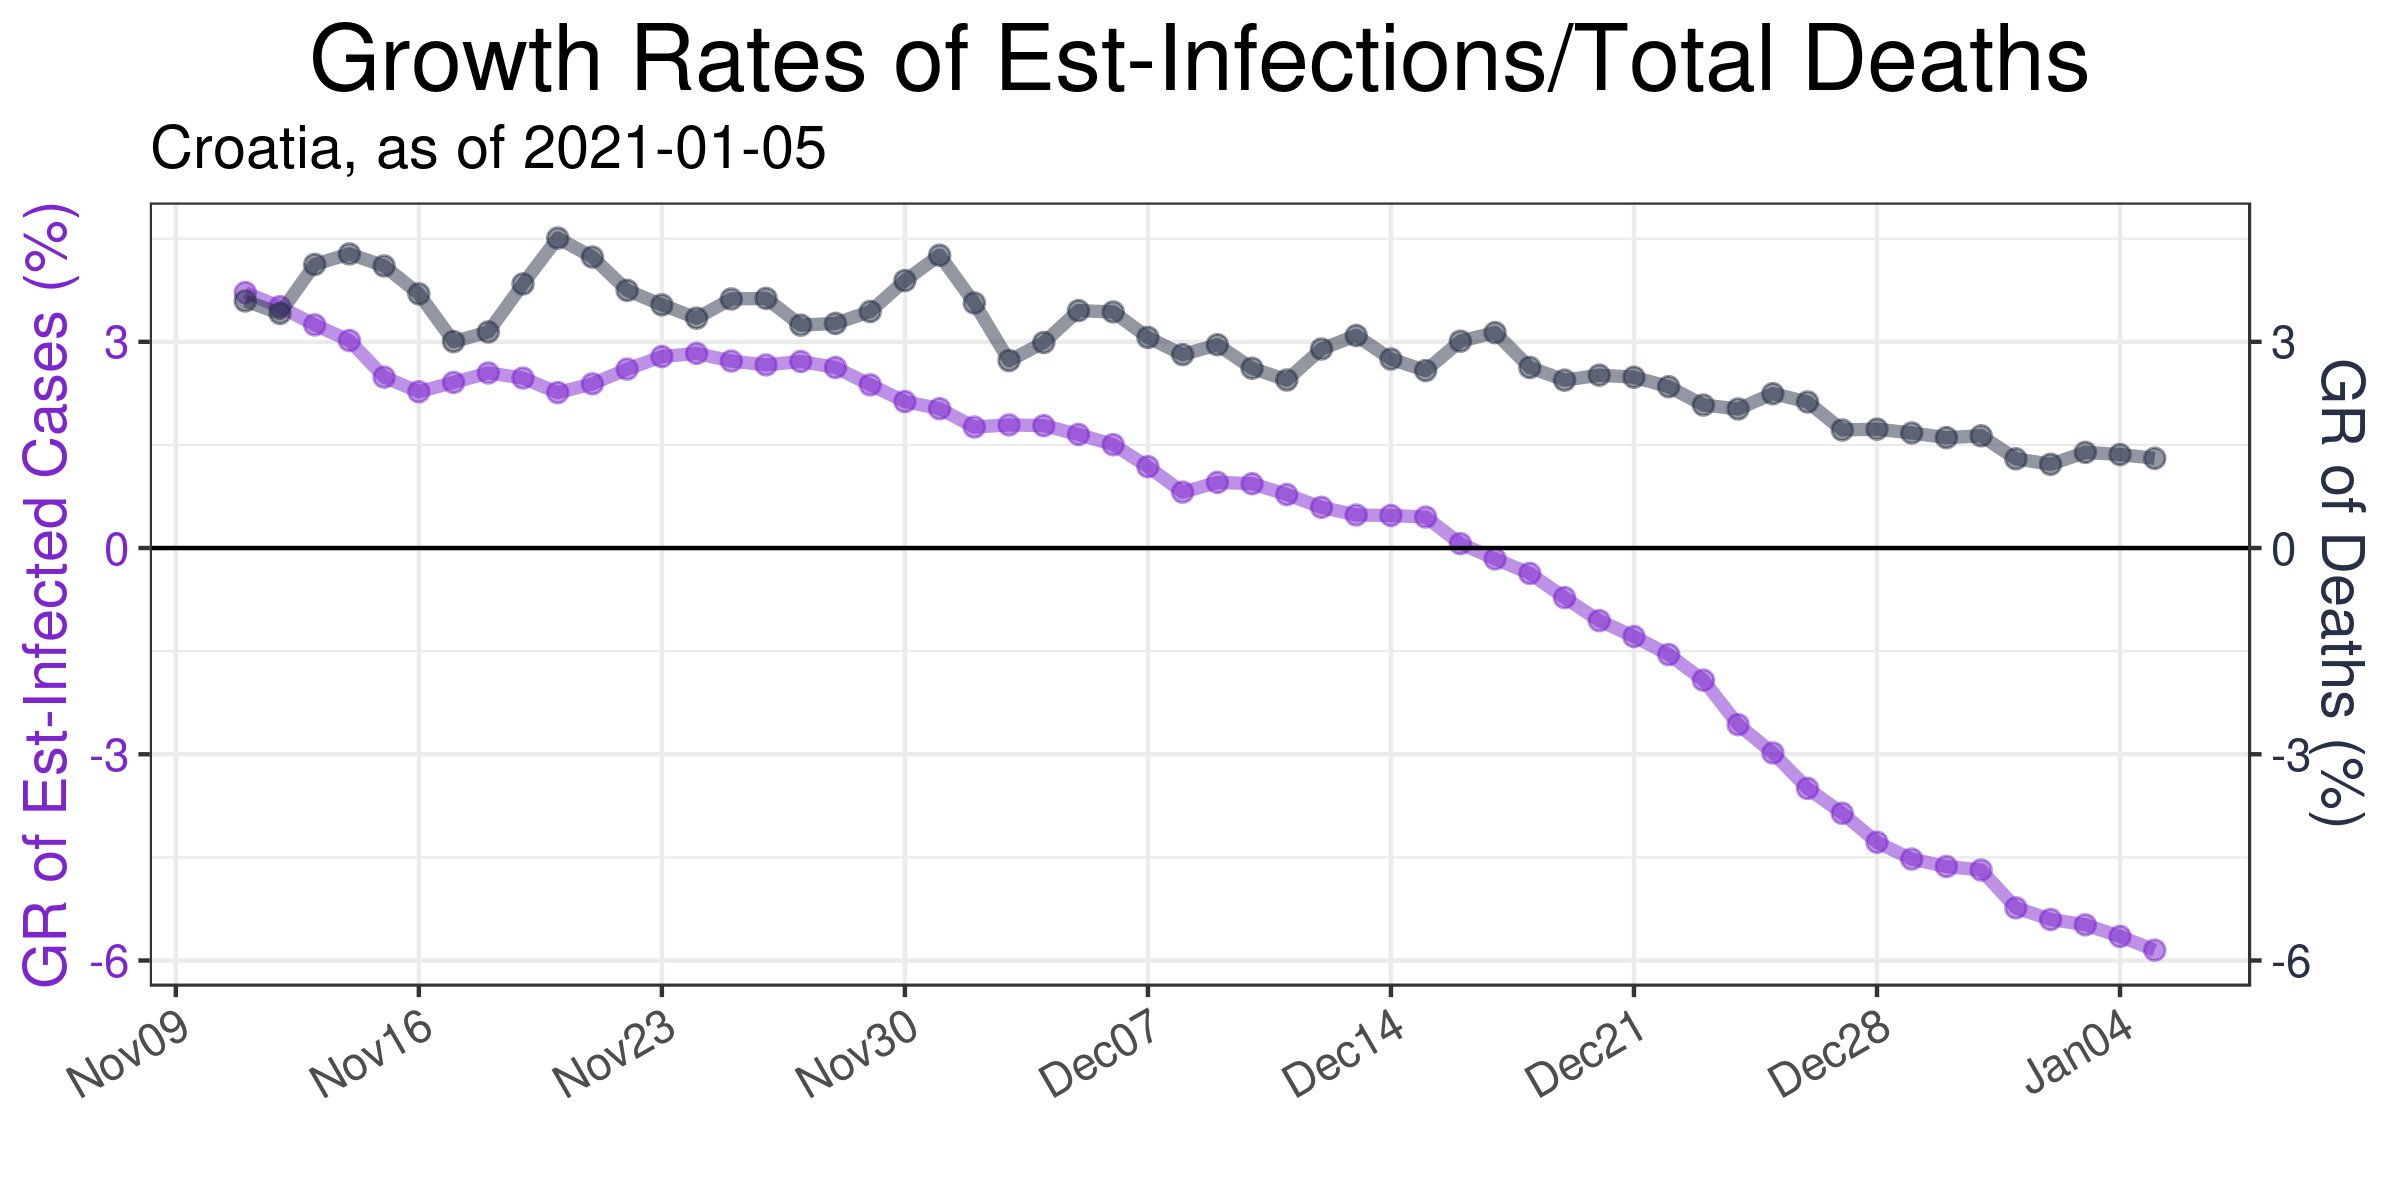 Growth Rates of Est-Infections/Total Deaths
Croatia, as of 2021-01-05
GR of Est-Infected Cases (%)
3
0
-3
-6
3
0
-3
-6
GR of Deaths (%)
Nov09
Nov16
Nov23
Nov30
Dec07
Dec14
Dec21
Dec28
Jan04